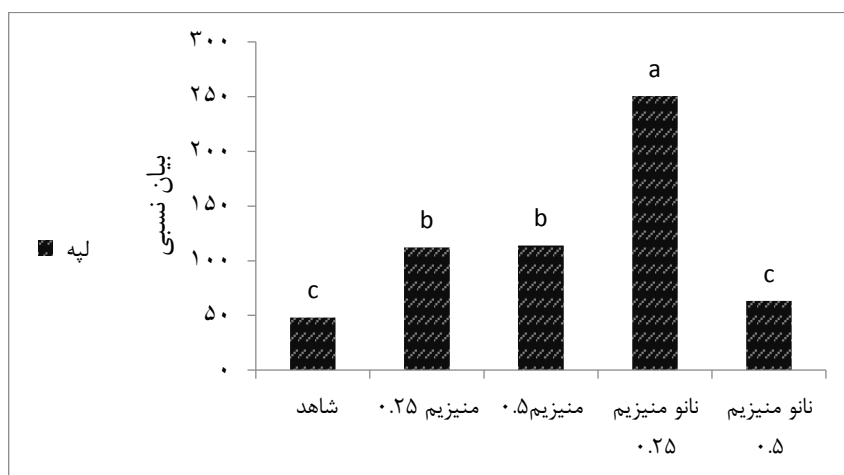 ۳۰۰
۲۵۰
۲۰۰
۱۵۰
۱۰۰
۵۰
۰
بیان نسبی
لپه
c
b
b
a
c
شاهد
منیزیم ۰.۲۵
منیزیم۰.۵
نانو منیزیم
۰.۲۵
نانو منیزیم
۰.۵